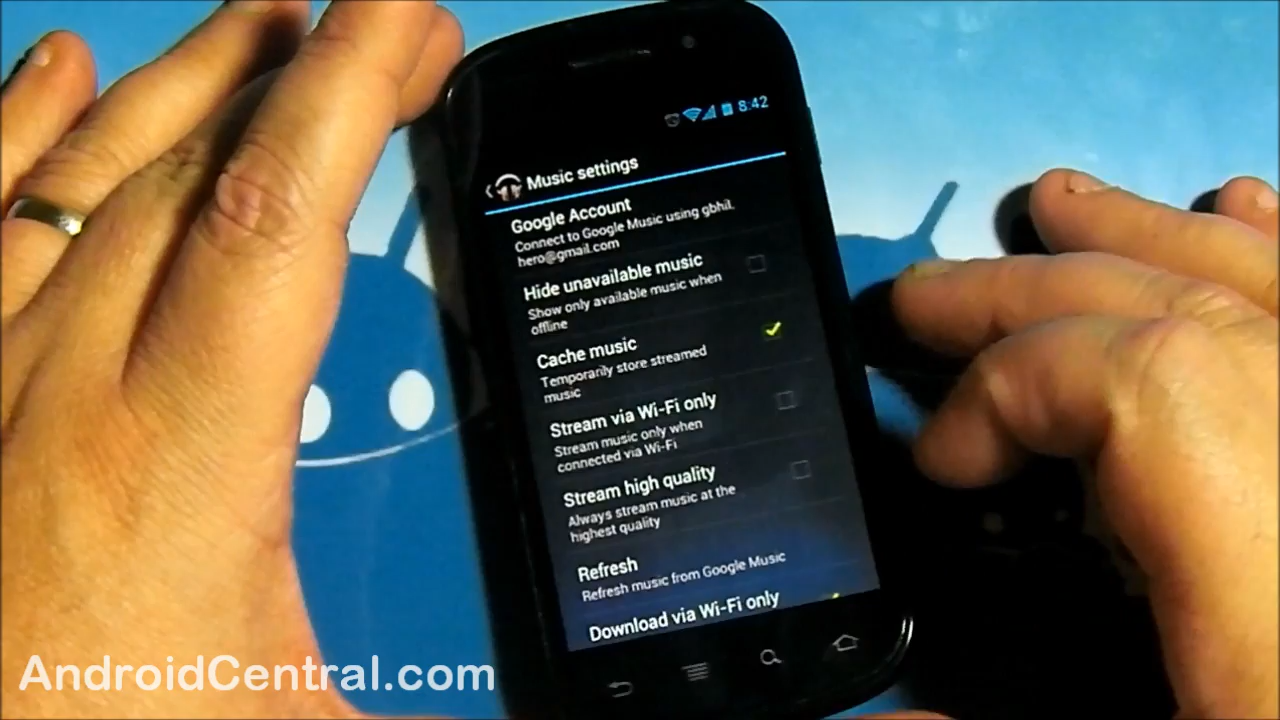 8:42
Music settings
Google Account
Connect to Google Music using gbhil.
hero@gmail.com
Hide unavailable music
Show only available music when
offline
Cache music
Temporarily store streamed
music
Stream via Wi-Fi only
Stream music only when
connected via Wi-Fi
Stream high quality
Always stream music at the
highest quality
Refresh
Refresh music from Google Music
Download via Wi-Fi only
AndroidCentral.com